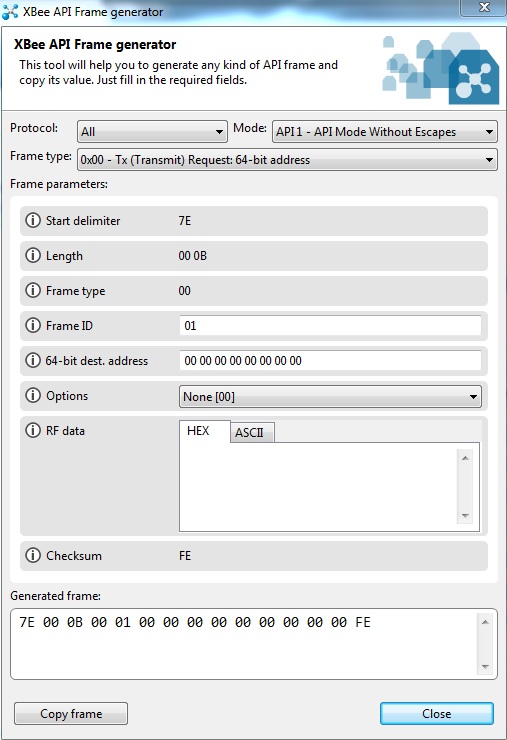 XBee API Frame generator
XBee API Frame generator
This tool will help you to generate any kind of API frame and
copy its value. Just fill in the required fields.
Protocol: All Mode: API 1 - API Mode Without Escapes
Frame type: 0x00 - Tx (Transmit) Request: 64-bit address
Frame parameters:
Start delimiter 7E
Length 00 0B
Frame type 00
Frame ID 01
64-bit dest. address 00 00 00 00 00 00 00 00
Options None [00]
RF data HEX ASCII
Checksum FE
Generated frame:
7E 00 0B 00 01 00 00 00 00 00 00 00 00 00 FE
Copy frame Close